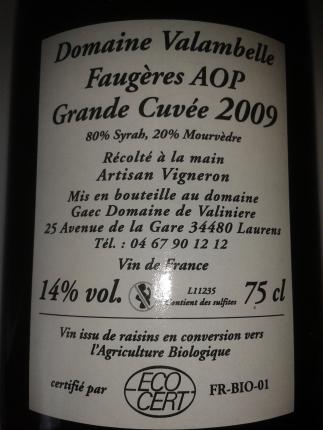 Domaine Valambelle
Faugères AOP
Grande Cuvée 2009
80% Syrah, 20% Mourvèdre
Récolté à la main
Artisan Vigneron
Mis en bouteille au domaine
Gaec Domaine de Valiniere
25 Avenue de la Gare 34480 Laurens
Tél. : 04 67 90 12 12
Vin de France
14% vol. L11235 75 cl
Contient des sulfites
Vin issu de raisins en conversion vers
l'Agriculture Biologique
certifié par ECO CERT FR-BIO-01